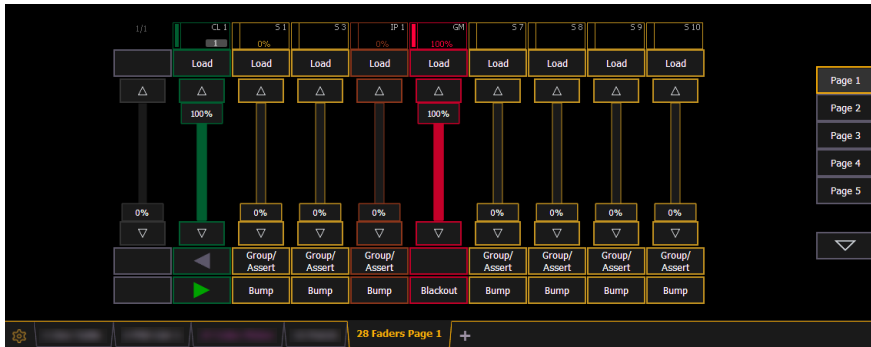 1/1 CL 1 S 1 S 3 IP 1 GM S 7 S 8 S 9 S 10
1 0% 0% 100%
Load Load Load Load Load Load Load Load Load
100% 100%
0% 0% 0% 0% 0% 0% 0% 0%
Group/ Group/ Group/ Group/ Group/ Group/ Group/
Assert Assert Assert Assert Assert Assert Assert
Bump Bump Bump Blackout Bump Bump Bump Bump
Page 1
Page 2
Page 3
Page 4
Page 5
28 Faders Page 1 +